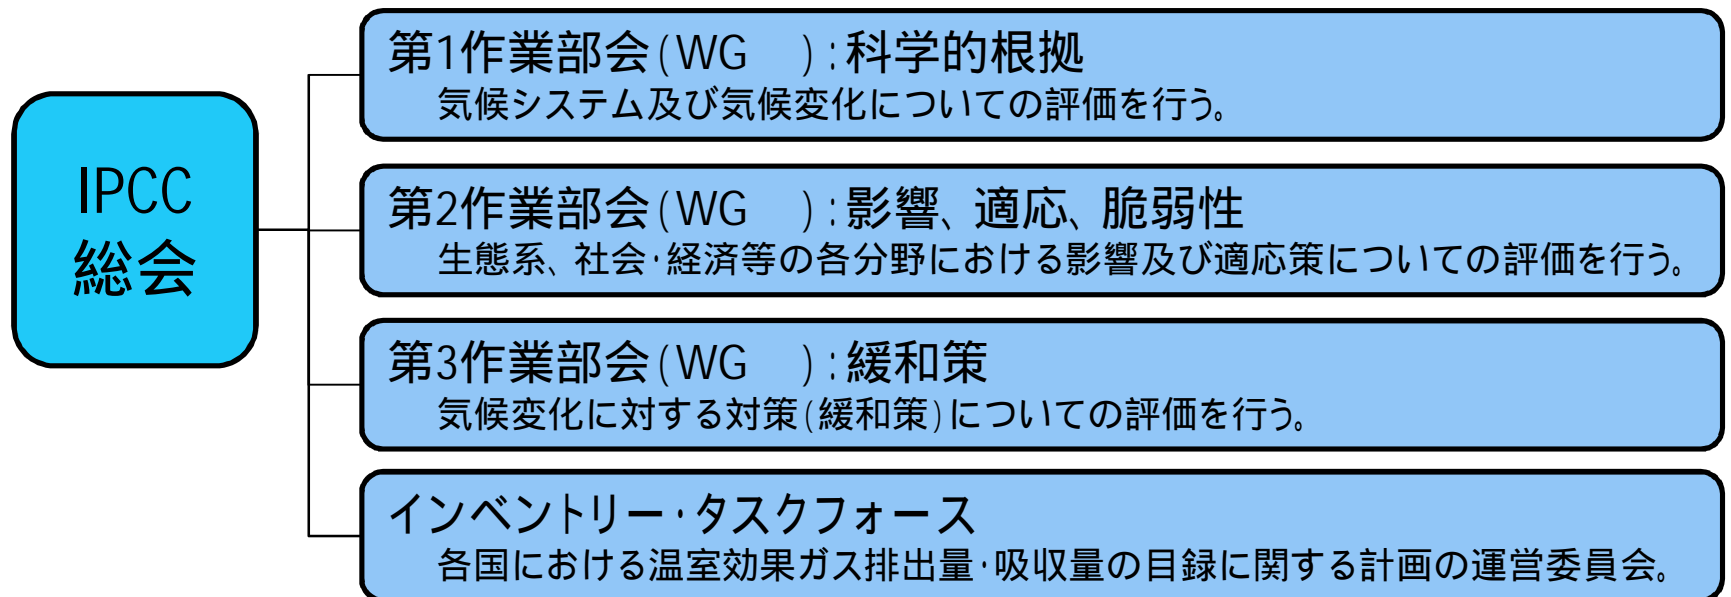 IPCC
総会
第1作業部会(WG　):科学的根拠
気候システム及び気候変化についての評価を行う。
第2作業部会(WG　):影響、適応、脆弱性
生態系、社会・経済等の各分野における影響及び適応策についての評価を行う。
第3作業部会(WG　):緩和策
気候変化に対する対策(緩和策)についての評価を行う。
インベントリー・タスクフォース
各国における温室効果ガス排出量・吸収量の目録に関する計画の運営委員会。